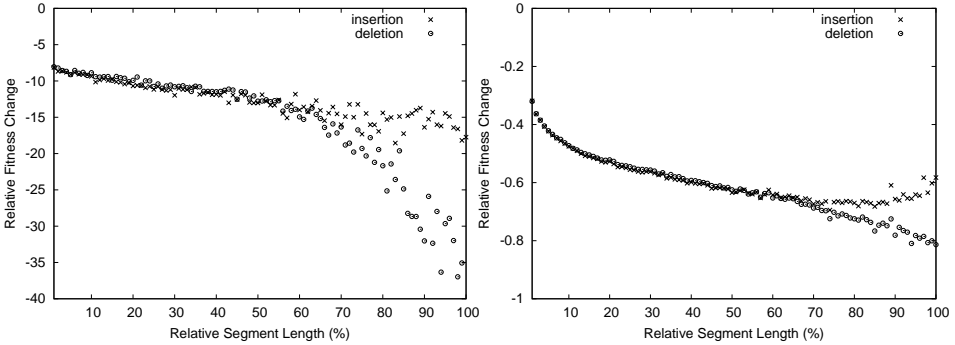 0
-5
-10
-15
-20
-25
-30
-35
-40
10 20 30 40 50 60 70 80 90 100
Relative Fitness Change
Relative Segment Length (%)
insertion
deletion
0
-0.2
-0.4
-0.6
-0.8
-1
10 20 30 40 50 60 70 80 90 100
Relative Fitness Change
Relative Segment Length (%)
insertion
deletion